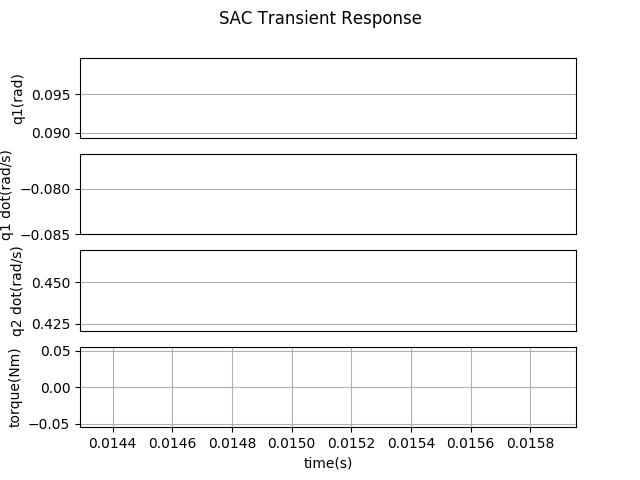 SAC Transient Response
q1(rad)
0.095
0.090
q1 dot(rad/s)
−0.080
−0.085
q2 dot(rad/s)
0.450
0.425
torque(Nm)
0.05
0.00
−0.05
0.0144 0.0146 0.0148 0.0150 0.0152 0.0154 0.0156 0.0158
time(s)